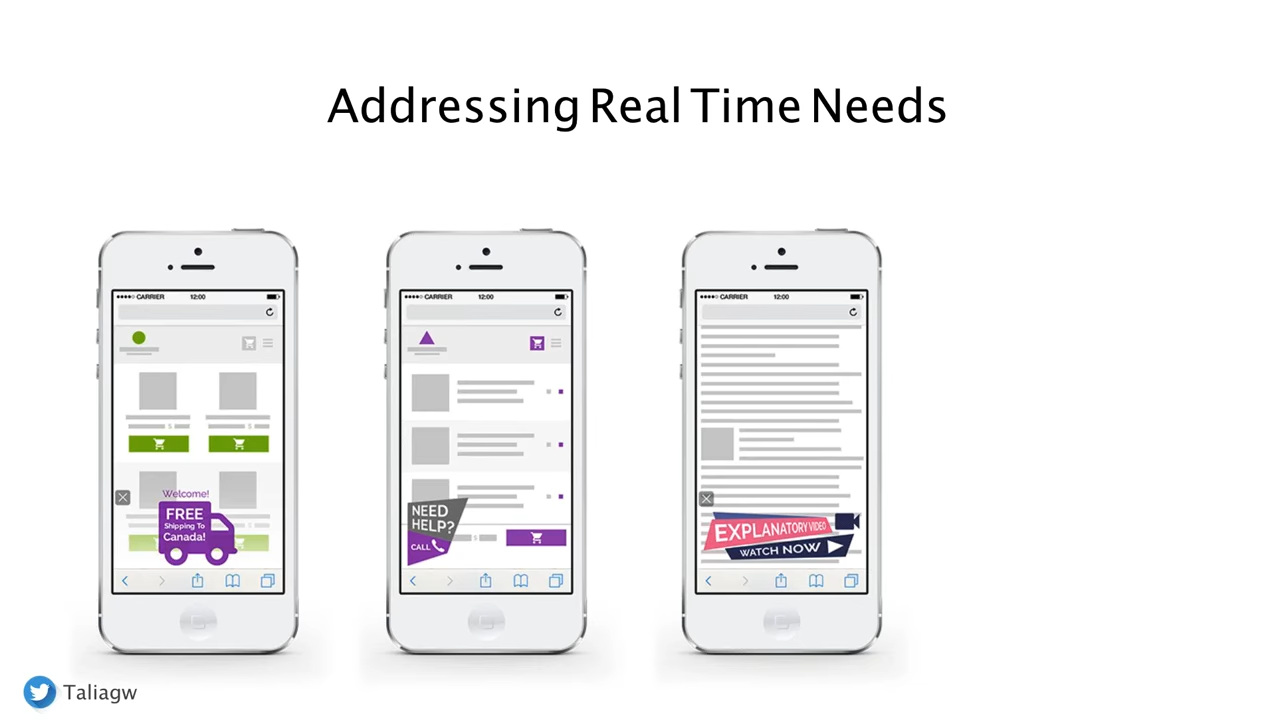 Addressing Real Time Needs
CARRIER 12:00
Welcome!
FREE
Shipping To
Canada!
CARRIER 12:00
NEED
HELP?
CALL
$
CARRIER 12:00
EXPLANATORY VIDEO
WATCH NOW
Taliagw